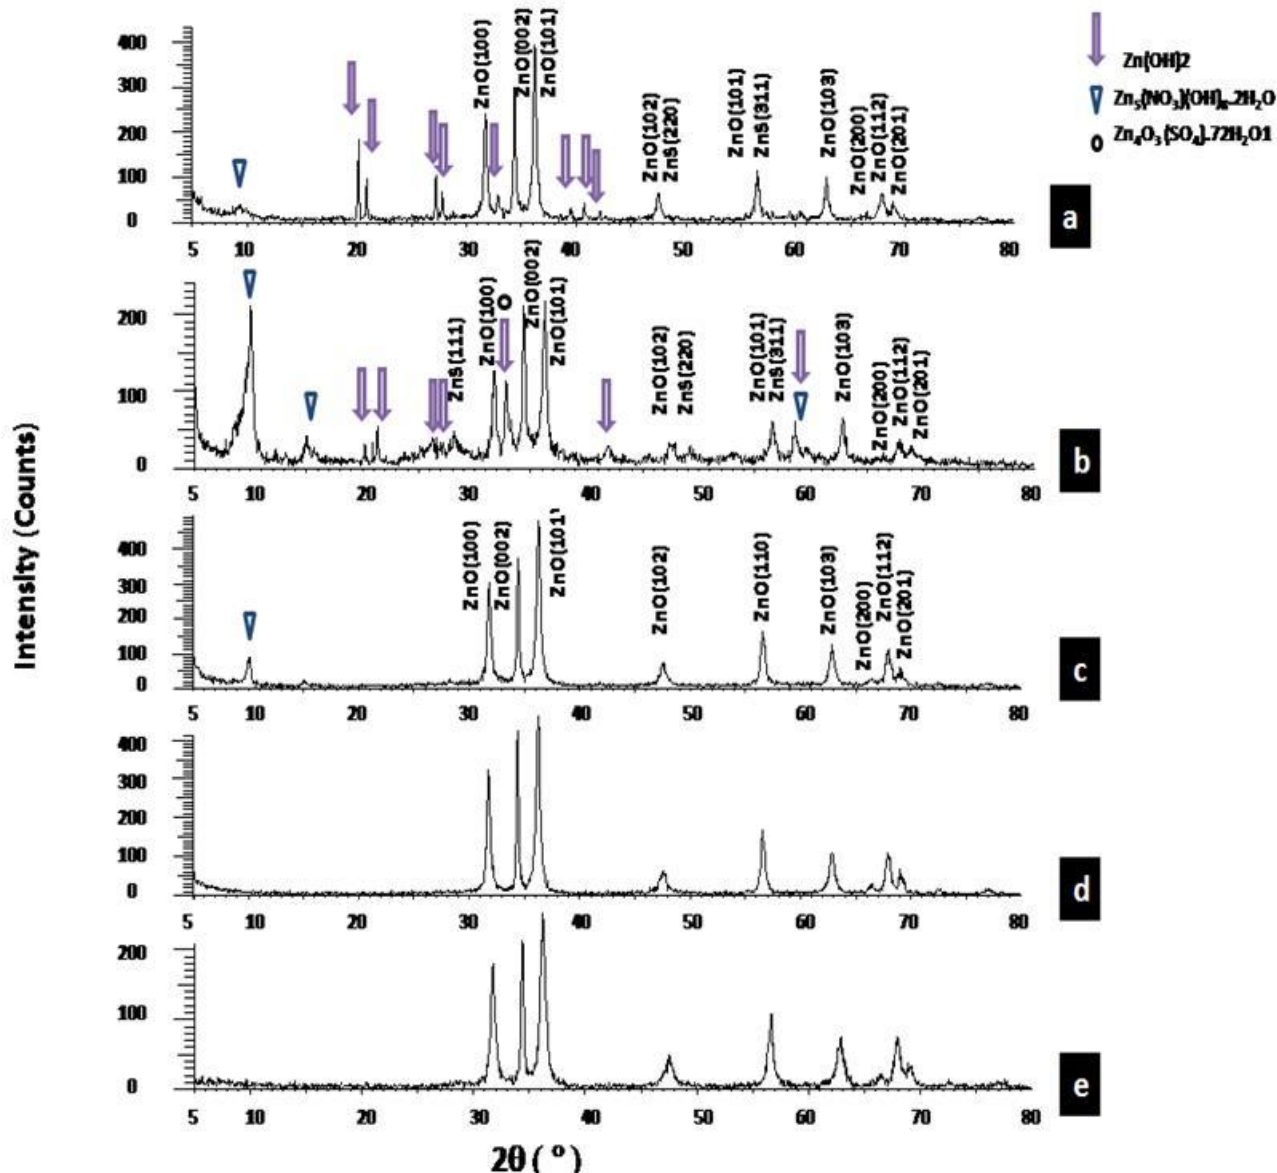 Intensity (Counts)
Zn(OH)2
Zn5(NO3)(OH)8.2H2O
Zn4O3(SO4).72H2O1
400
300
200
100
0
ZnO(100)
ZnO(002)
ZnO(101)
ZnO(102)
ZnS(220)
ZnO(101)
ZnS(311)
ZnO(103)
ZnO(200)
ZnO(112)
ZnO(201)
a
5 10 20 30 40 50 60 70 80
200
100
0
ZnS(111)
ZnO(100)
ZnO(002)
ZnO(101)
ZnO(102)
ZnS(220)
ZnO(101)
ZnS(311)
ZnO(103)
ZnO(200)
ZnO(112)
ZnO(201)
b
5 10 20 30 40 50 60 70 80
400
300
200
100
0
ZnO(100)
ZnO(002)
ZnO(101)
ZnO(102)
ZnO(110)
ZnO(103)
ZnO(200)
ZnO(112)
ZnO(201)
c
5 10 20 30 40 50 60 70 80
400
300
200
100
0
d
5 10 20 30 40 50 60 70 80
200
100
0
e
5 10 20 30 40 50 60 70 80
2θ ( º )